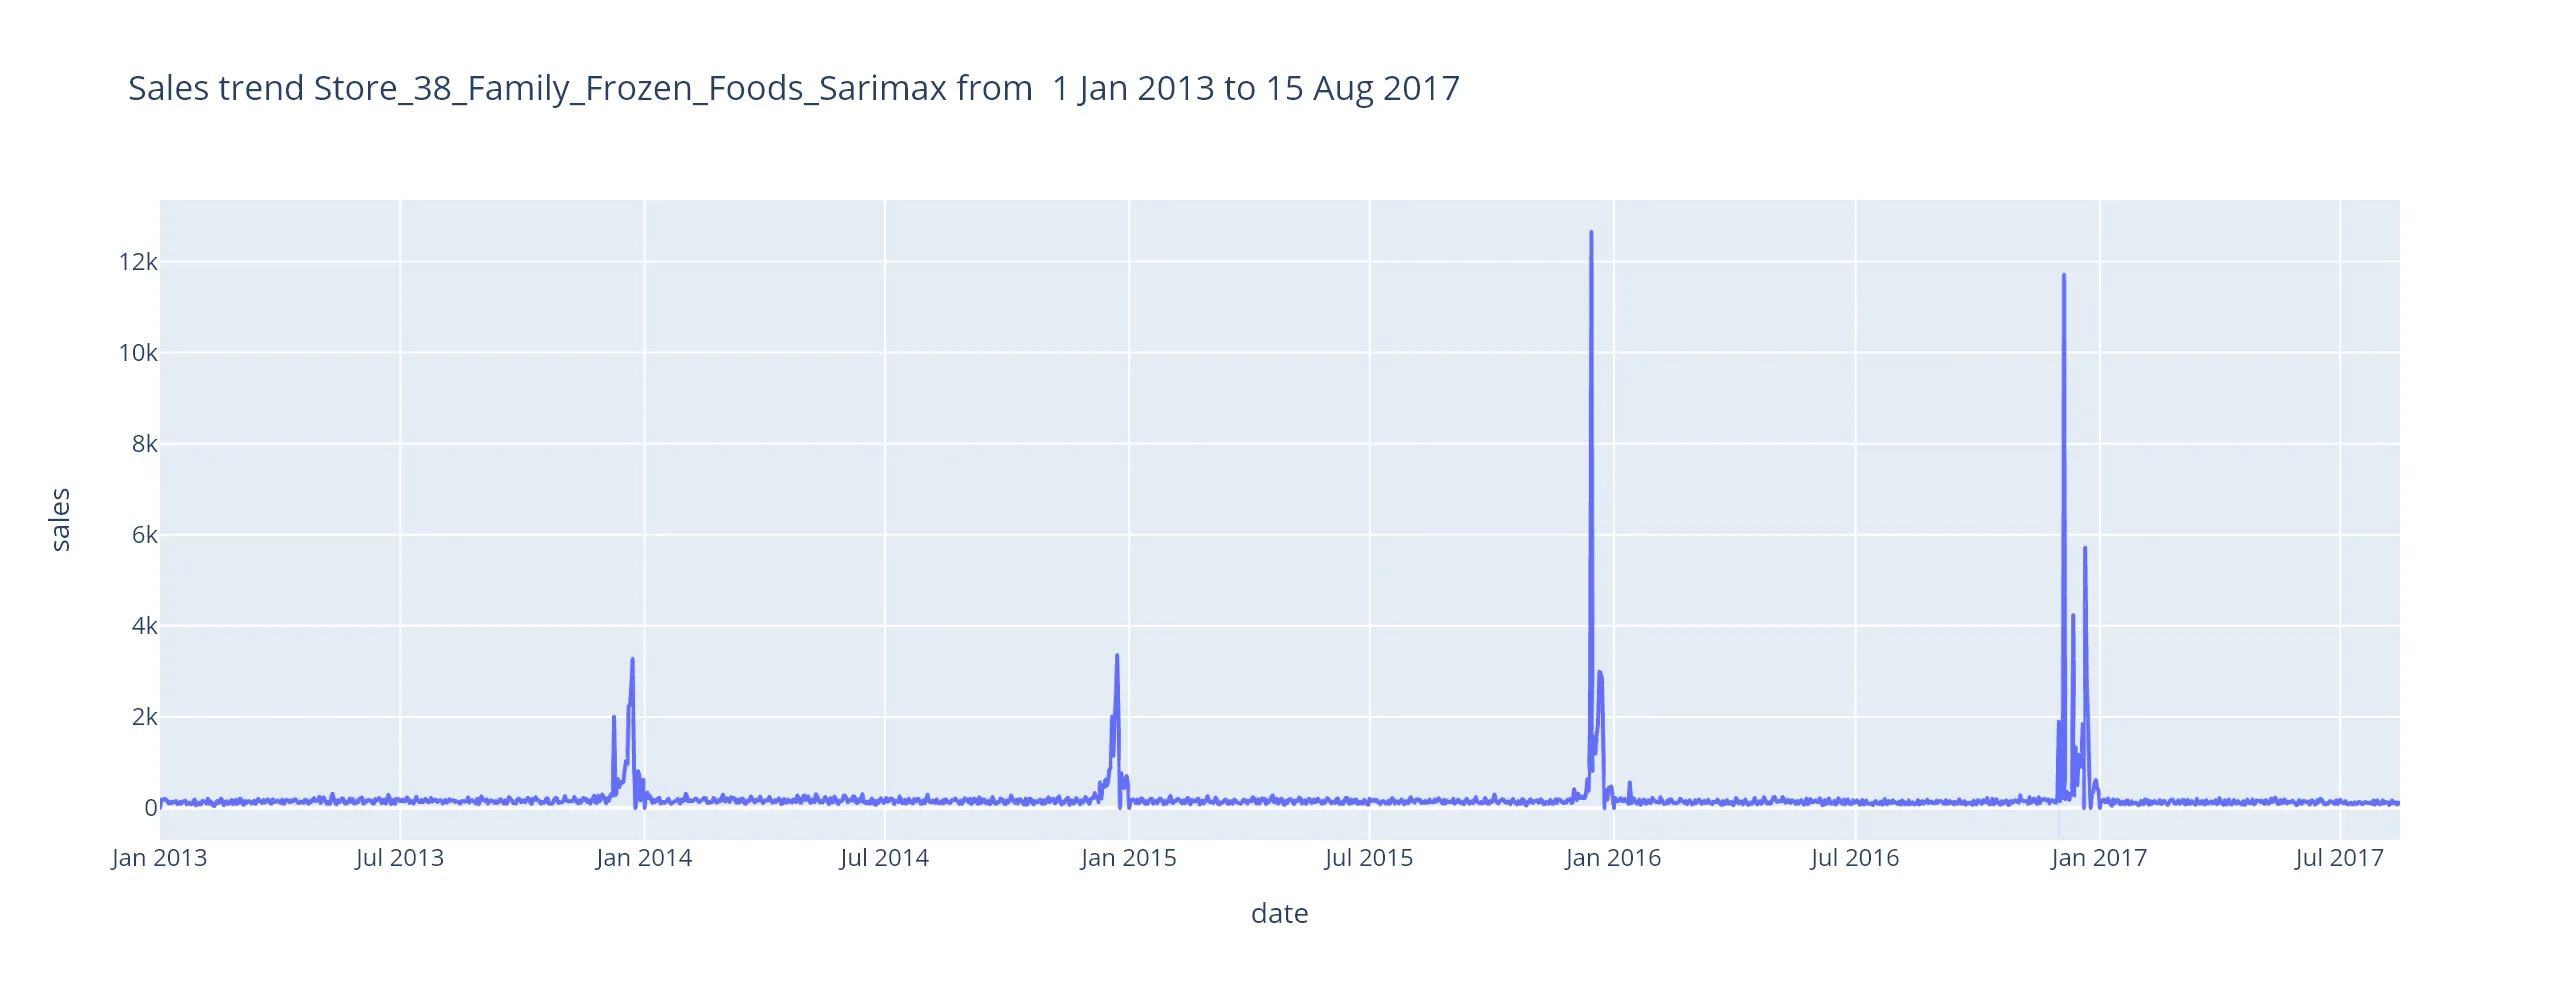 Sales trend Store_38_Family_Frozen_Foods_Sarimax from  1 Jan 2013 to 15 Aug 2017
12k
10k
8k
6k
4k
2k
0
sales
Jan 2013 Jul 2013 Jan 2014 Jul 2014 Jan 2015 Jul 2015 Jan 2016 Jul 2016 Jan 2017 Jul 2017
date